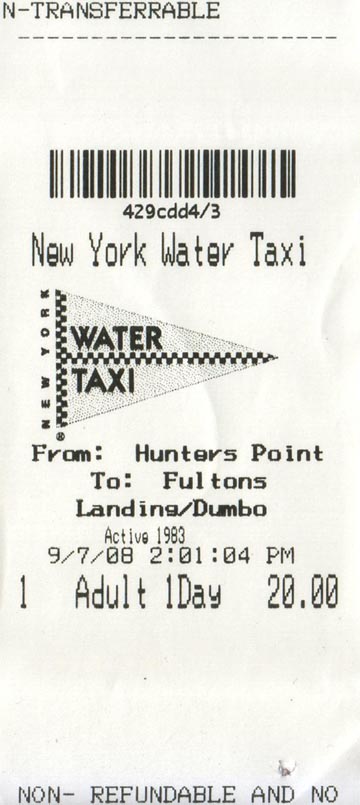 N-TRANSFERRABLE
429cdd4/3
New York Water Taxi
NEW YORK
WATER
TAXI
®
From: Hunters Point
To: Fultons
Landing/Dumbo
Active 1983
9/7/08 2:01:04 PM
1 Adult 1Day 20.00
NON- REFUNDABLE AND NO